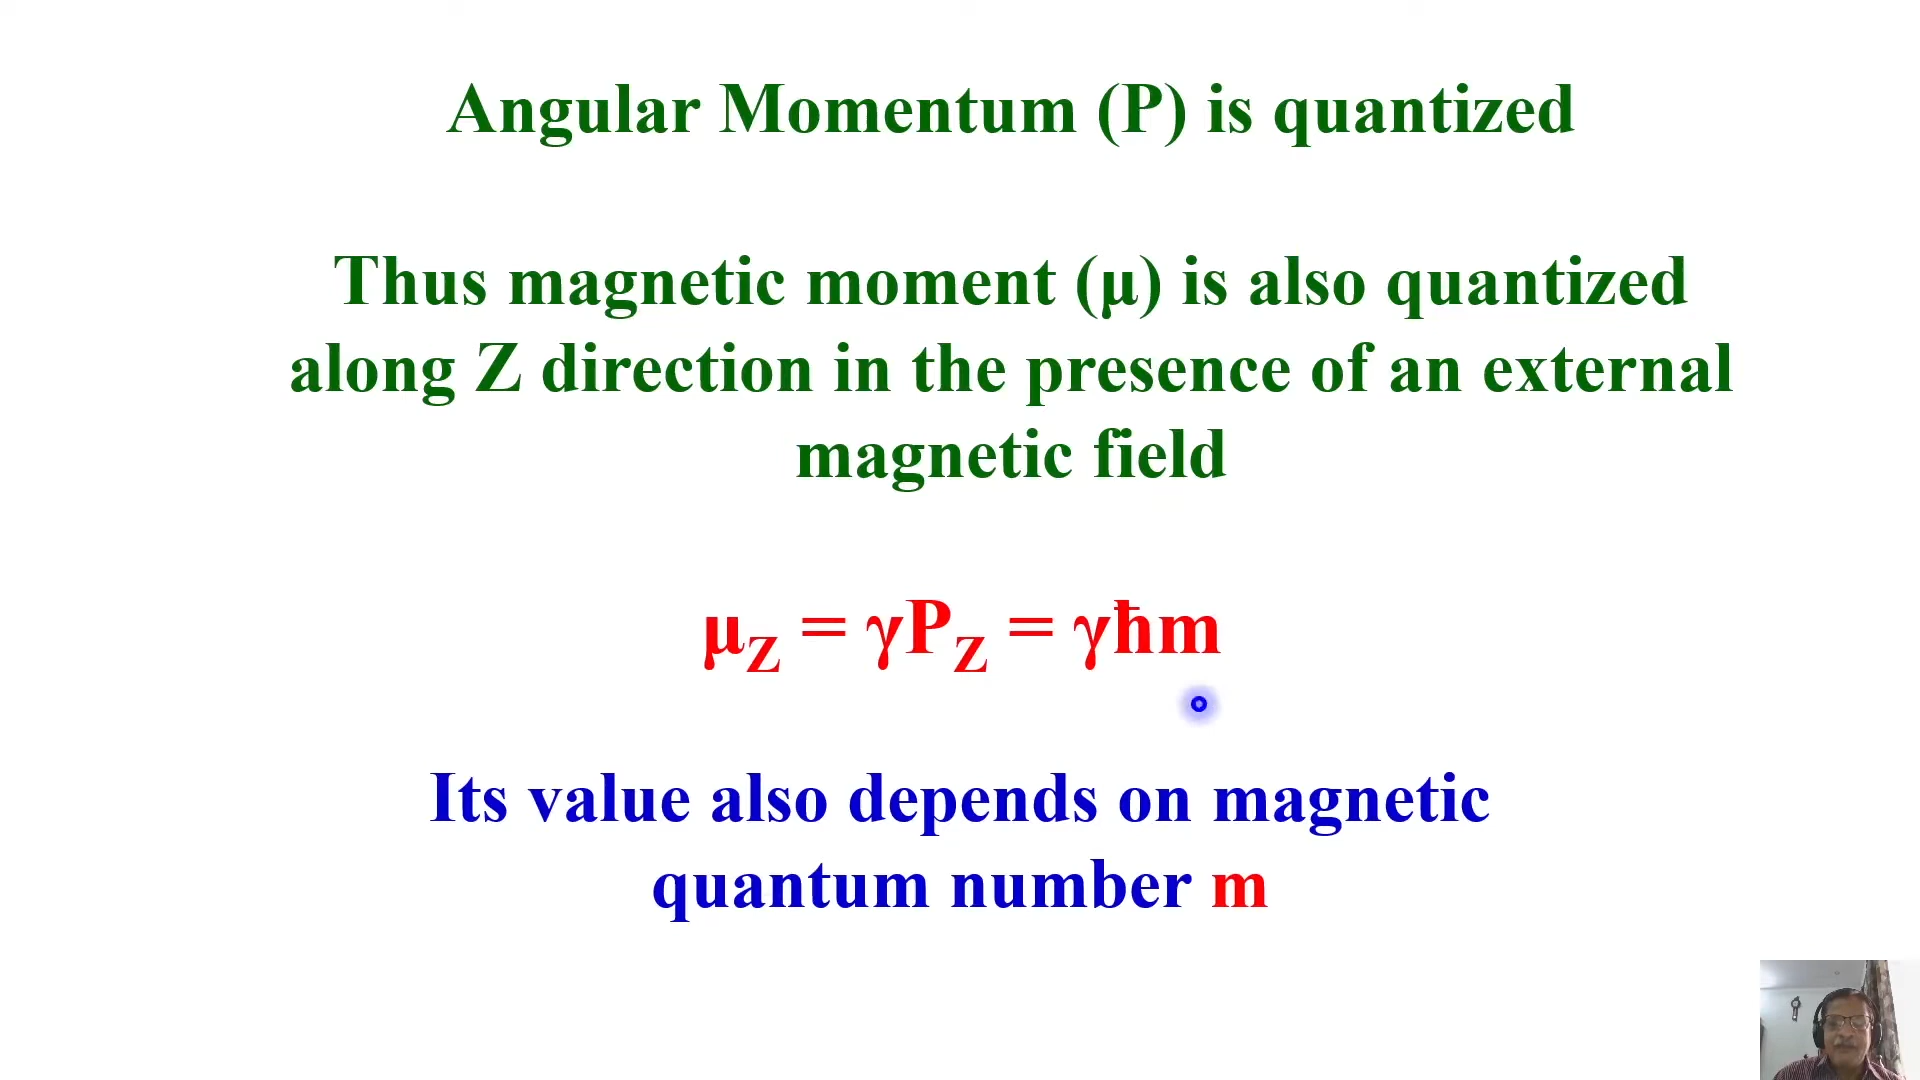 Angular Momentum (P) is quantized
Thus magnetic moment (μ) is also quantized
along Z direction in the presence of an external
magnetic field
μZ = γPZ = γħm
Its value also depends on magnetic
quantum number m